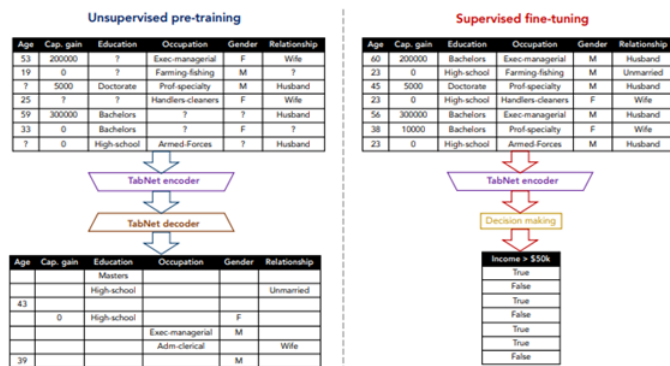 Unsupervised pre-training
Age Cap. gain Education Occupation Gender Relationship
53 200000 ? Exec-managerial F Wife
19 0 ? Farming-fishing M ?
? 5000 Doctorate Prof-specialty M Husband
25 ? ? Handlers-cleaners F Wife
59 300000 Bachelors ? ? Husband
33 0 Bachelors ? F ?
? 0 High-school Armed-Forces ? Husband
TabNet encoder
TabNet decoder
Age Cap. gain Education Occupation Gender Relationship
Masters
High-school Unmarried
43
0 High-school F
Exec-managerial M
Adm-clerical Wife
39 M
Supervised fine-tuning
Age Cap. gain Education Occupation Gender Relationship
60 200000 Bachelors Exec-managerial M Husband
23 0 High-school Farming-fishing M Unmarried
45 5000 Doctorate Prof-specialty M Husband
23 0 High-school Handlers-cleaners F Wife
56 300000 Bachelors Exec-managerial M Husband
38 10000 Bachelors Prof-specialty F Wife
23 0 High-school Armed-Forces M Husband
TabNet encoder
Decision making
Income > $50k
True
False
True
False
True
True
False